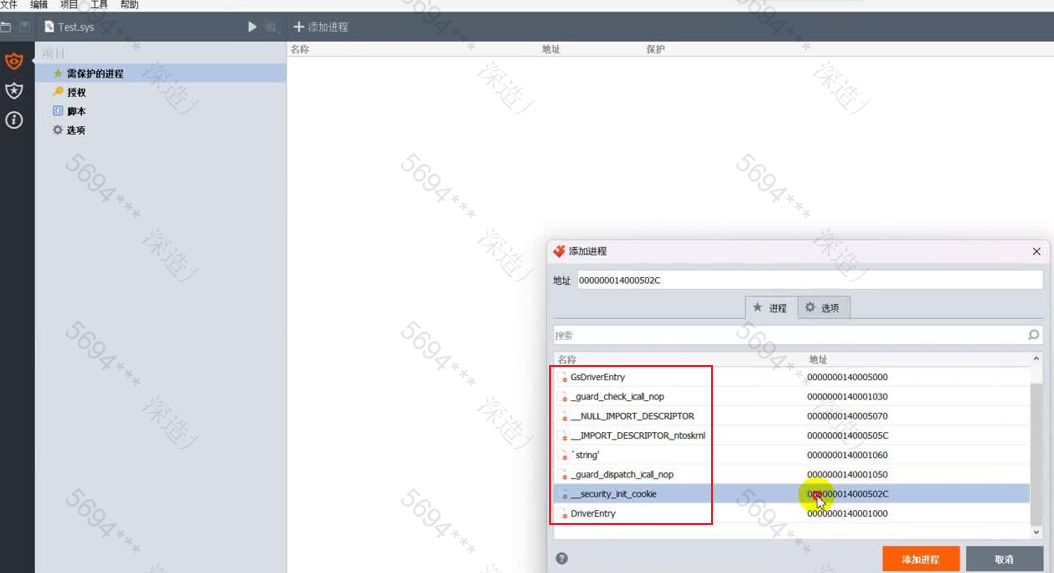 文件 编辑 项目 工具 帮助
Test.sys
添加进程
项目
名称 地址 保护
需保护的进程
授权
脚本
选项
添加进程
地址 000000014000502C
进程 选项
搜索
名称 地址
GsDriverEntry 0000000140005000
_guard_check_icall_nop 0000000140001030
__NULL_IMPORT_DESCRIPTOR 0000000140005070
__IMPORT_DESCRIPTOR_ntoskrnl 000000014000505C
`string' 0000000140001060
_guard_dispatch_icall_nop 0000000140001050
__security_init_cookie 000000014000502C
DriverEntry 0000000140001000
添加进程 取消
5694***
深造